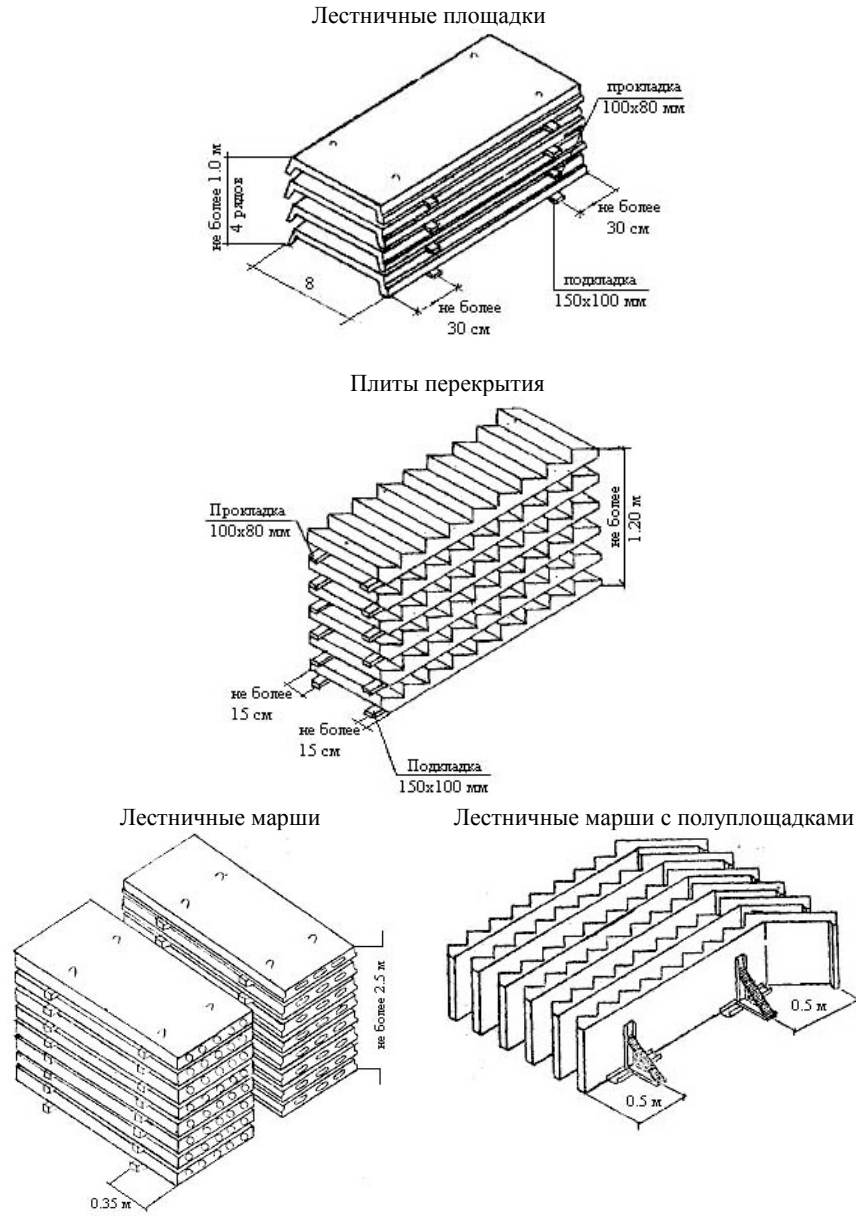 Лестничные площадки
прокладка
100x80 мм
не более 1.0 м
4 рядов
не более
30 см
8
подкладка
150x100 мм
не более
30 см
Плиты перекрытия
Прокладка
100x80 мм
не более
1.20 м
не более
15 см
не более
15 см
Подкладка
150x100 мм
Лестничные марши
Лестничные марши с полуплощадками
не более 2.5 м
0.5 м
0.5 м
0.35 м